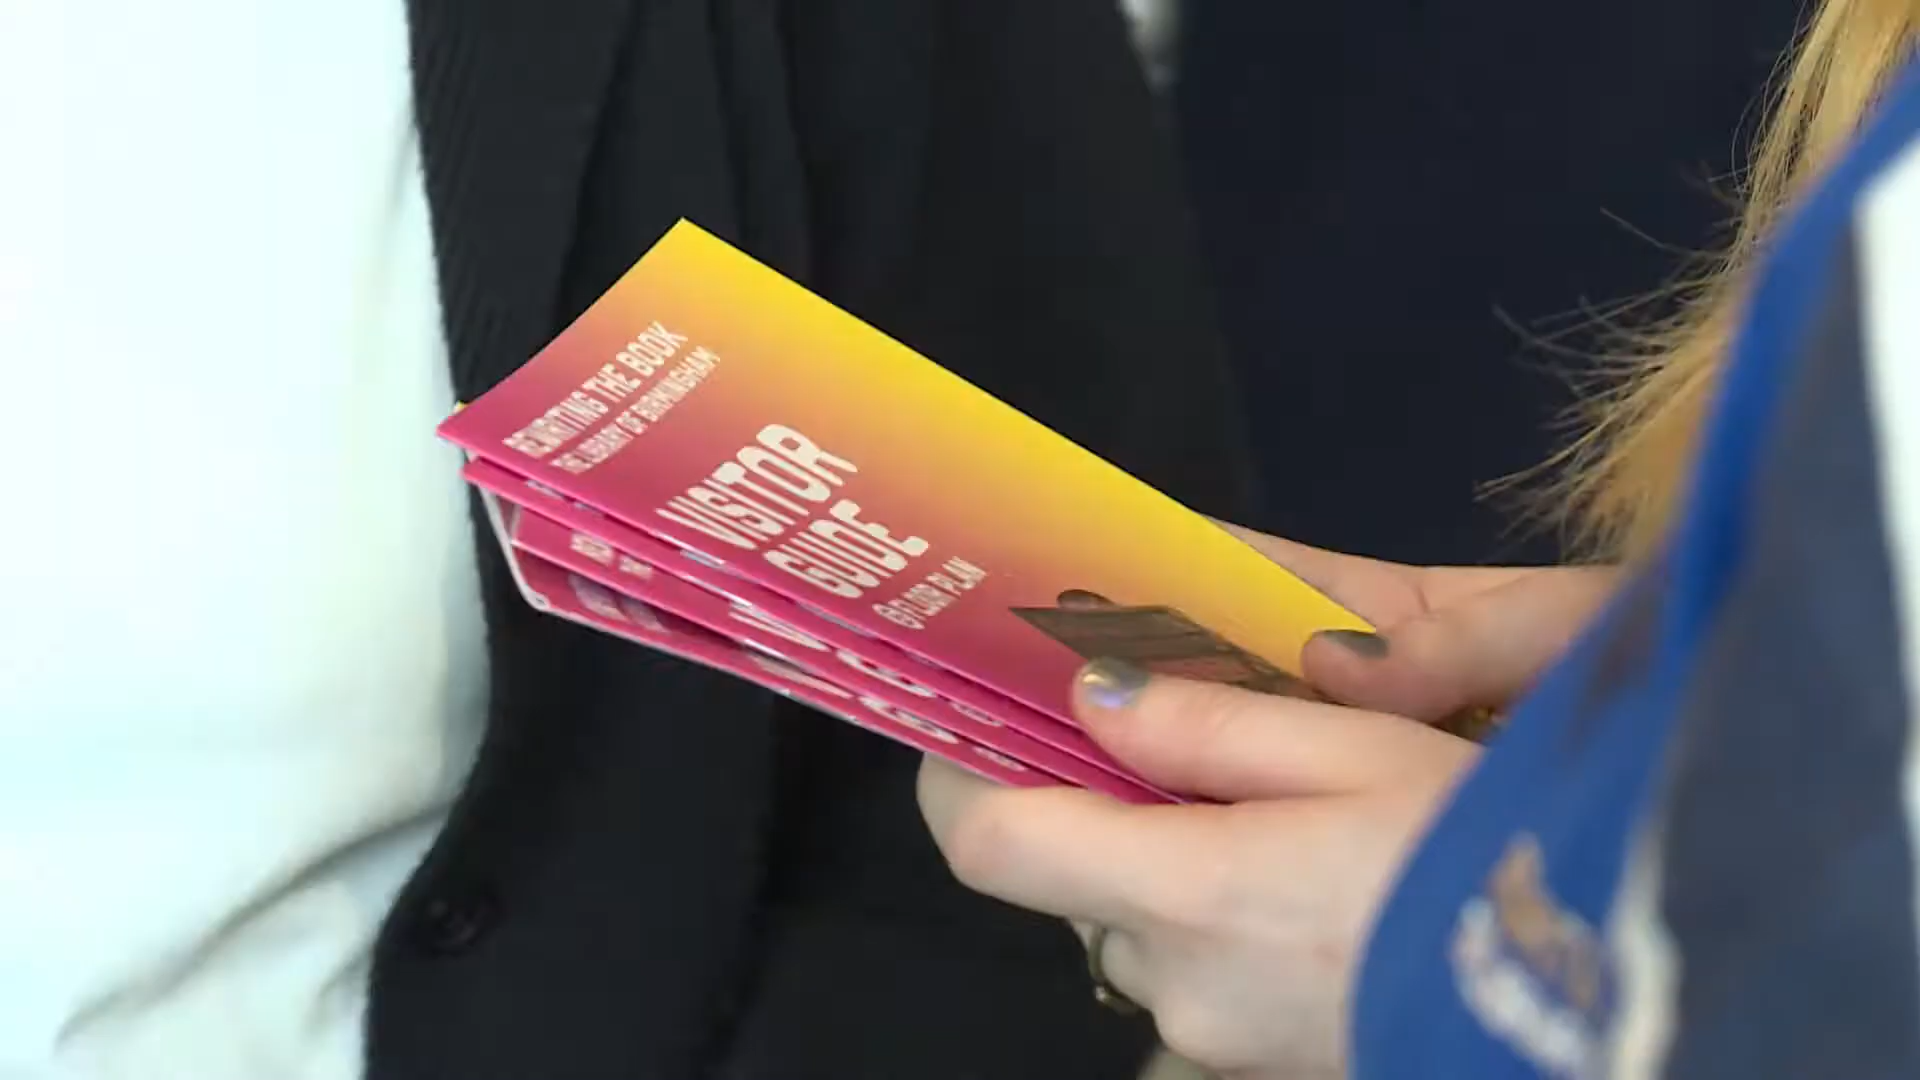 REWRITING THE BOOK
THE LIBRARY OF BIRMINGHAM
VISITOR
GUIDE
FLOOR PLAN